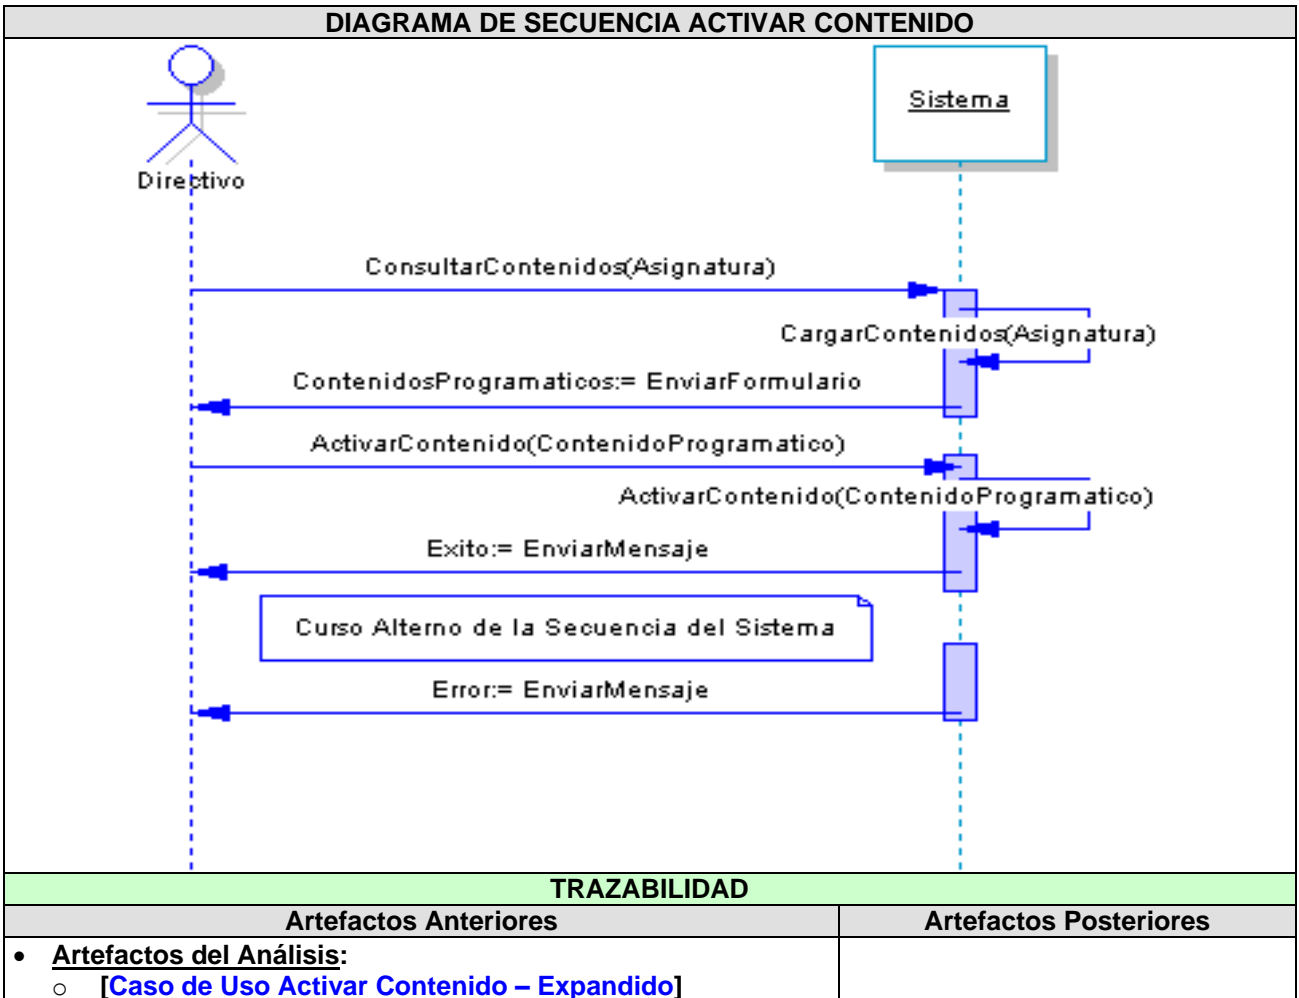 DIAGRAMA DE SECUENCIA ACTIVAR CONTENIDO
Sistema
Directivo
ConsultarContenidos(Asignatura)
CargarContenidos(Asignatura)
ContenidosProgramaticos:= EnviarFormulario
ActivarContenido(ContenidoProgramatico)
ActivarContenido(ContenidoProgramatico)
Exito:= EnviarMensaje
Curso Alterno de la Secuencia del Sistema
Error:= EnviarMensaje
TRAZABILIDAD
Artefactos Anteriores
Artefactos Posteriores
• Artefactos del Análisis:
o [Caso de Uso Activar Contenido – Expandido]